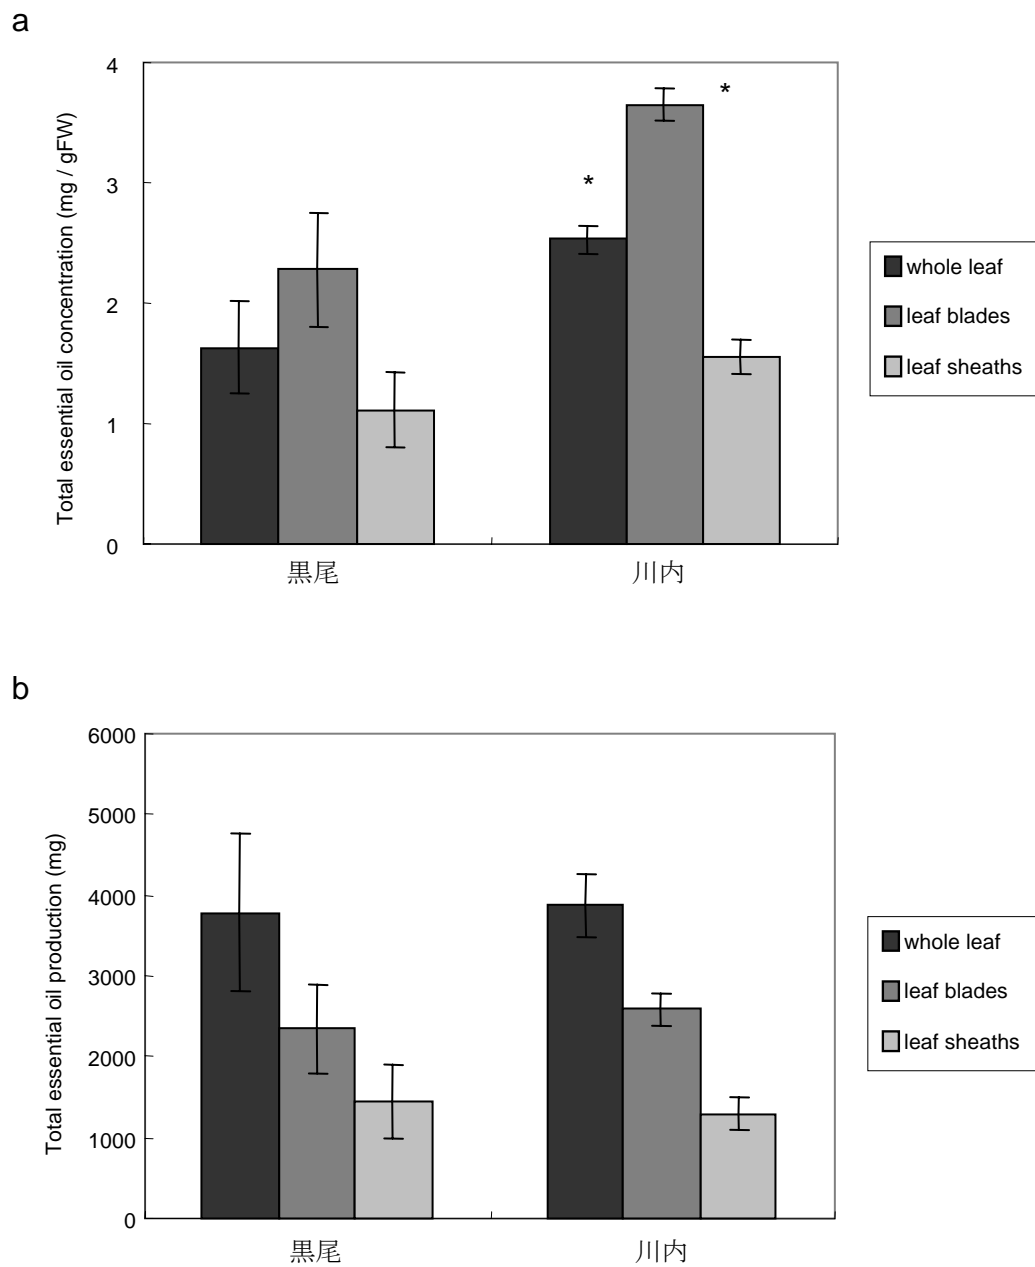 a
Total essential oil concentration (mg / gFW)
4
3
2
1
0
*
*
黒尾
川内
whole leaf
leaf blades
leaf sheaths
b
Total essential oil production (mg)
6000
5000
4000
3000
2000
1000
0
黒尾
川内
whole leaf
leaf blades
leaf sheaths